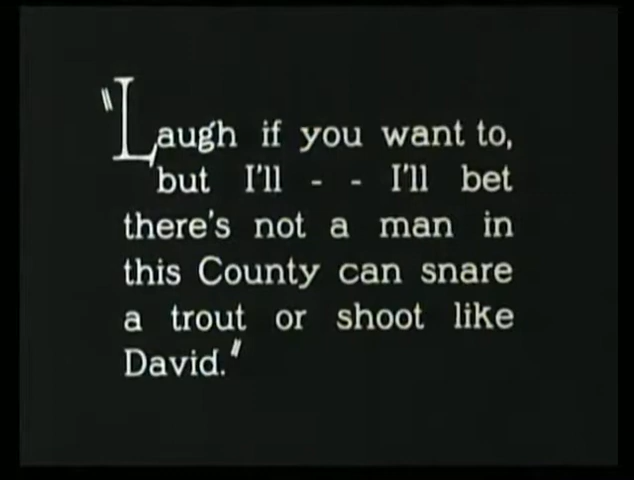 "Laugh if you want to,
but I'll - - I'll bet
there's not a man in
this County can snare
a trout or shoot like
David."